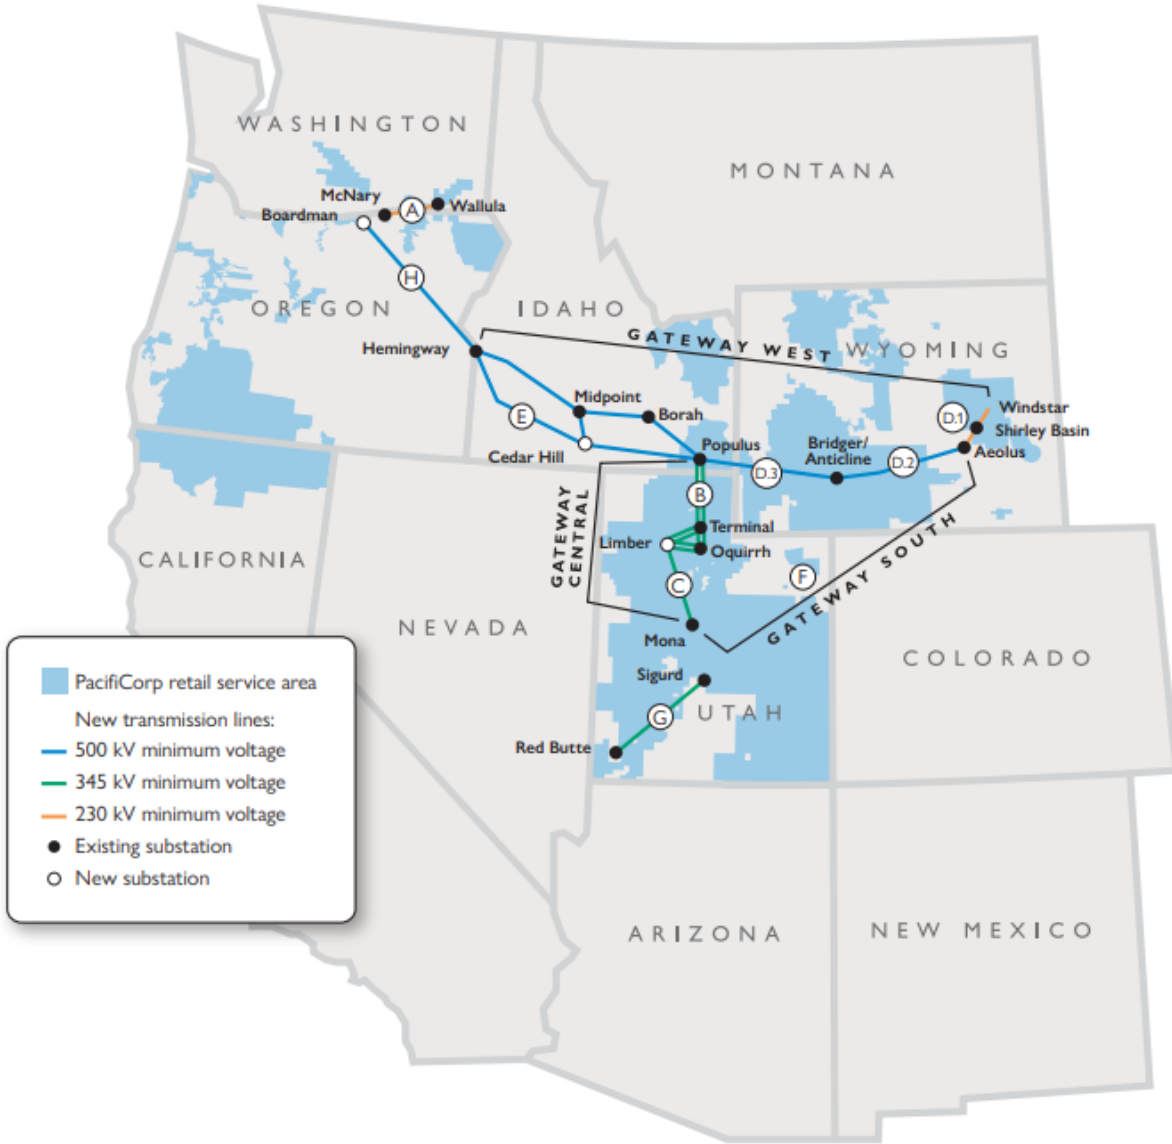 WASHINGTON
MONTANA
McNary
A
Wallula
Boardman
H
OREGON
IDAHO
GATEWAY WEST
WYOMING
Hemingway
Midpoint
Borah
E
Cedar Hill
Populus
Bridger/
Anticline
D.1
Windstar
Shirley Basin
Aeolus
D.2
D.3
B
GATEWAY
CENTRAL
Terminal
Limber
Oquirrh
C
F
GATEWAY SOUTH
CALIFORNIA
NEVADA
Mona
COLORADO
Sigurd
UTAH
G
Red Butte
PacifiCorp retail service area
New transmission lines:
500 kV minimum voltage
345 kV minimum voltage
230 kV minimum voltage
Existing substation
New substation
ARIZONA
NEW MEXICO